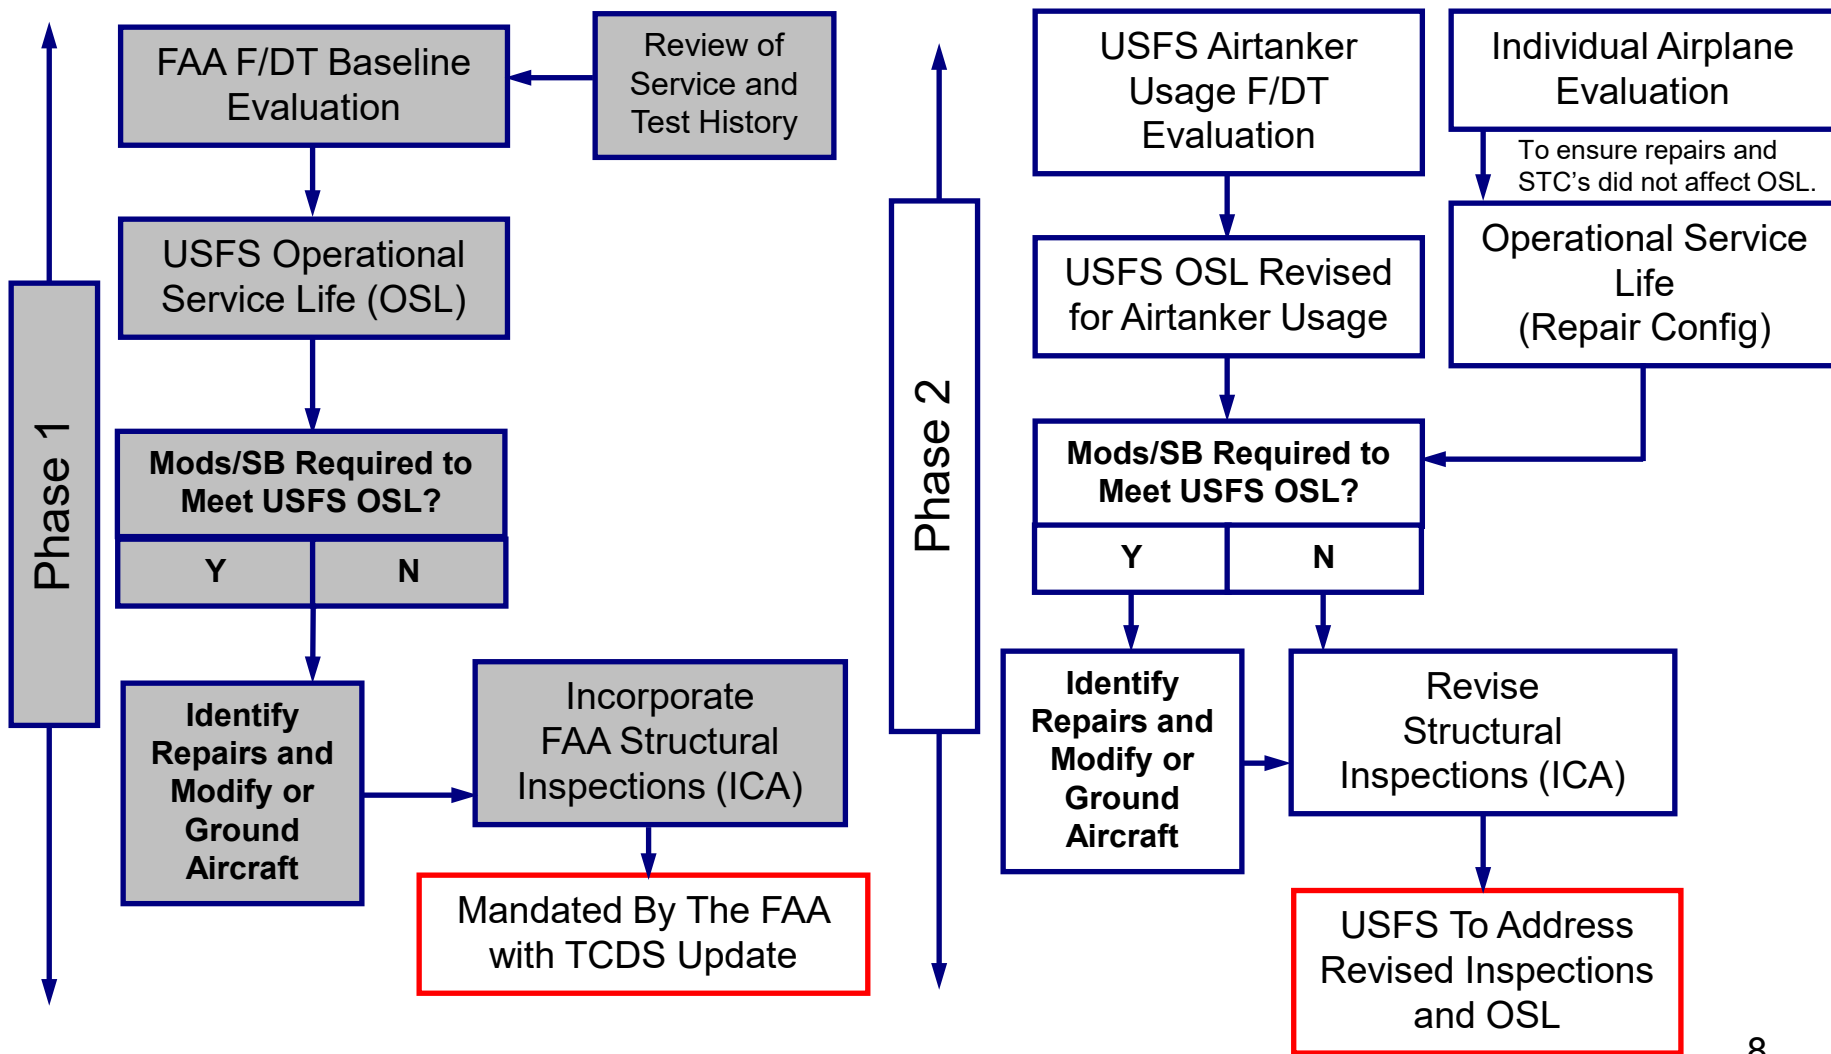 Phase 1
FAA F/DT Baseline
Evaluation
Review of
Service and
Test History
USFS Operational
Service Life (OSL)
Mods/SB Required to
Meet USFS OSL?
Y
N
Identify
Repairs and
Modify or
Ground
Aircraft
Incorporate
FAA Structural
Inspections (ICA)
Mandated By The FAA
with TCDS Update
Phase 2
USFS Airtanker
Usage F/DT
Evaluation
Individual Airplane
Evaluation
To ensure repairs and
STC's did not affect OSL.
USFS OSL Revised
for Airtanker Usage
Operational Service
Life
(Repair Config)
Mods/SB Required to
Meet USFS OSL?
Y
N
Identify
Repairs and
Modify or
Ground
Aircraft
Revise
Structural
Inspections (ICA)
USFS To Address
Revised Inspections
and OSL
8